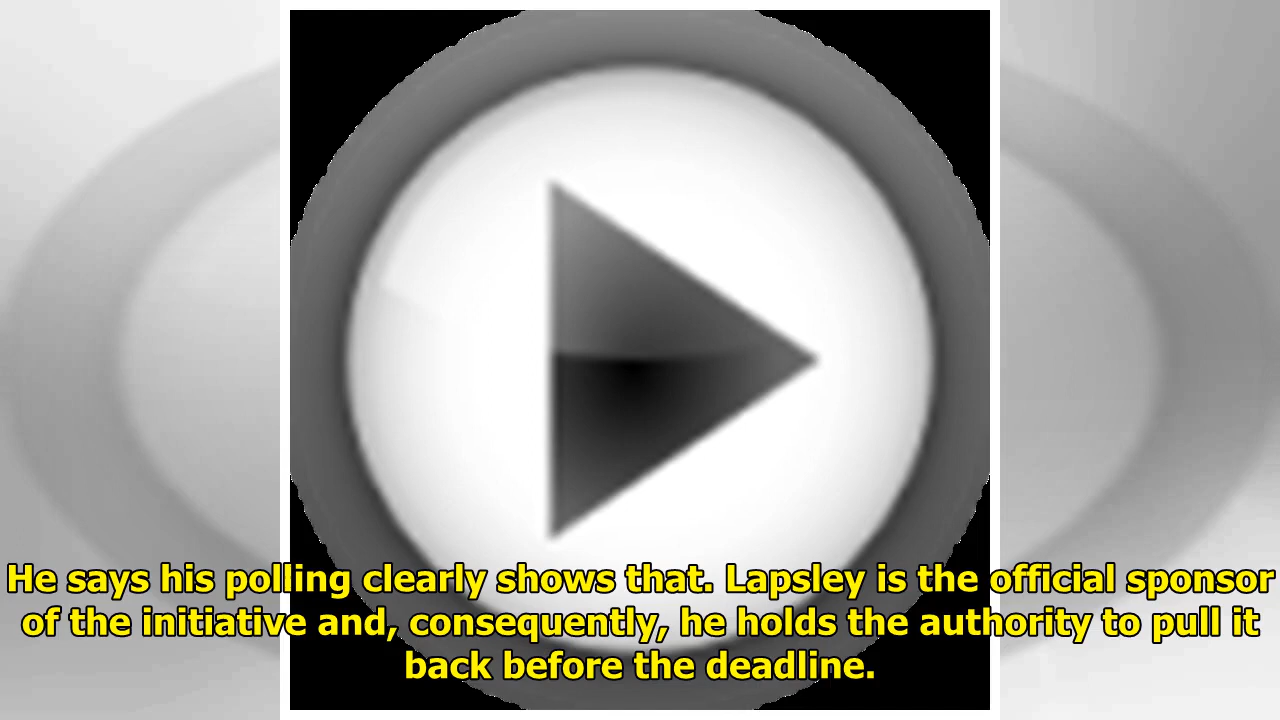 He says his polling clearly shows that. Lapsley is the official sponsor
of the initiative and, consequently, he holds the authority to pull it
back before the deadline.